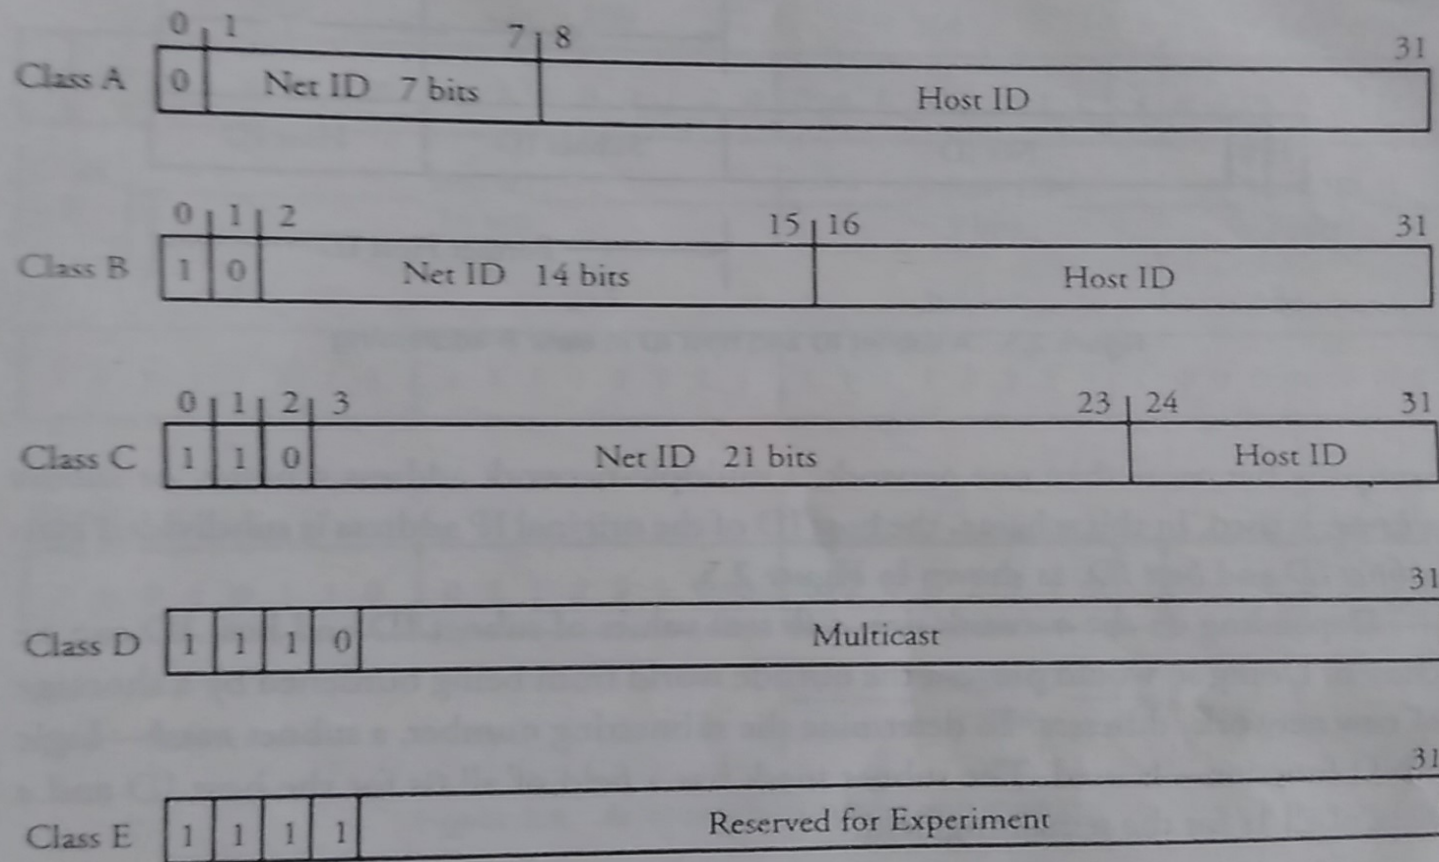 0 1 7 8 31
Class A 0 Net ID 7 bits Host ID
0 1 2 15 16 31
Class B 1 0 Net ID 14 bits Host ID
0 1 2 3 23 24 31
Class C 1 1 0 Net ID 21 bits Host ID
31
Class D 1 1 1 0 Multicast
31
Class E 1 1 1 1 Reserved for Experiment